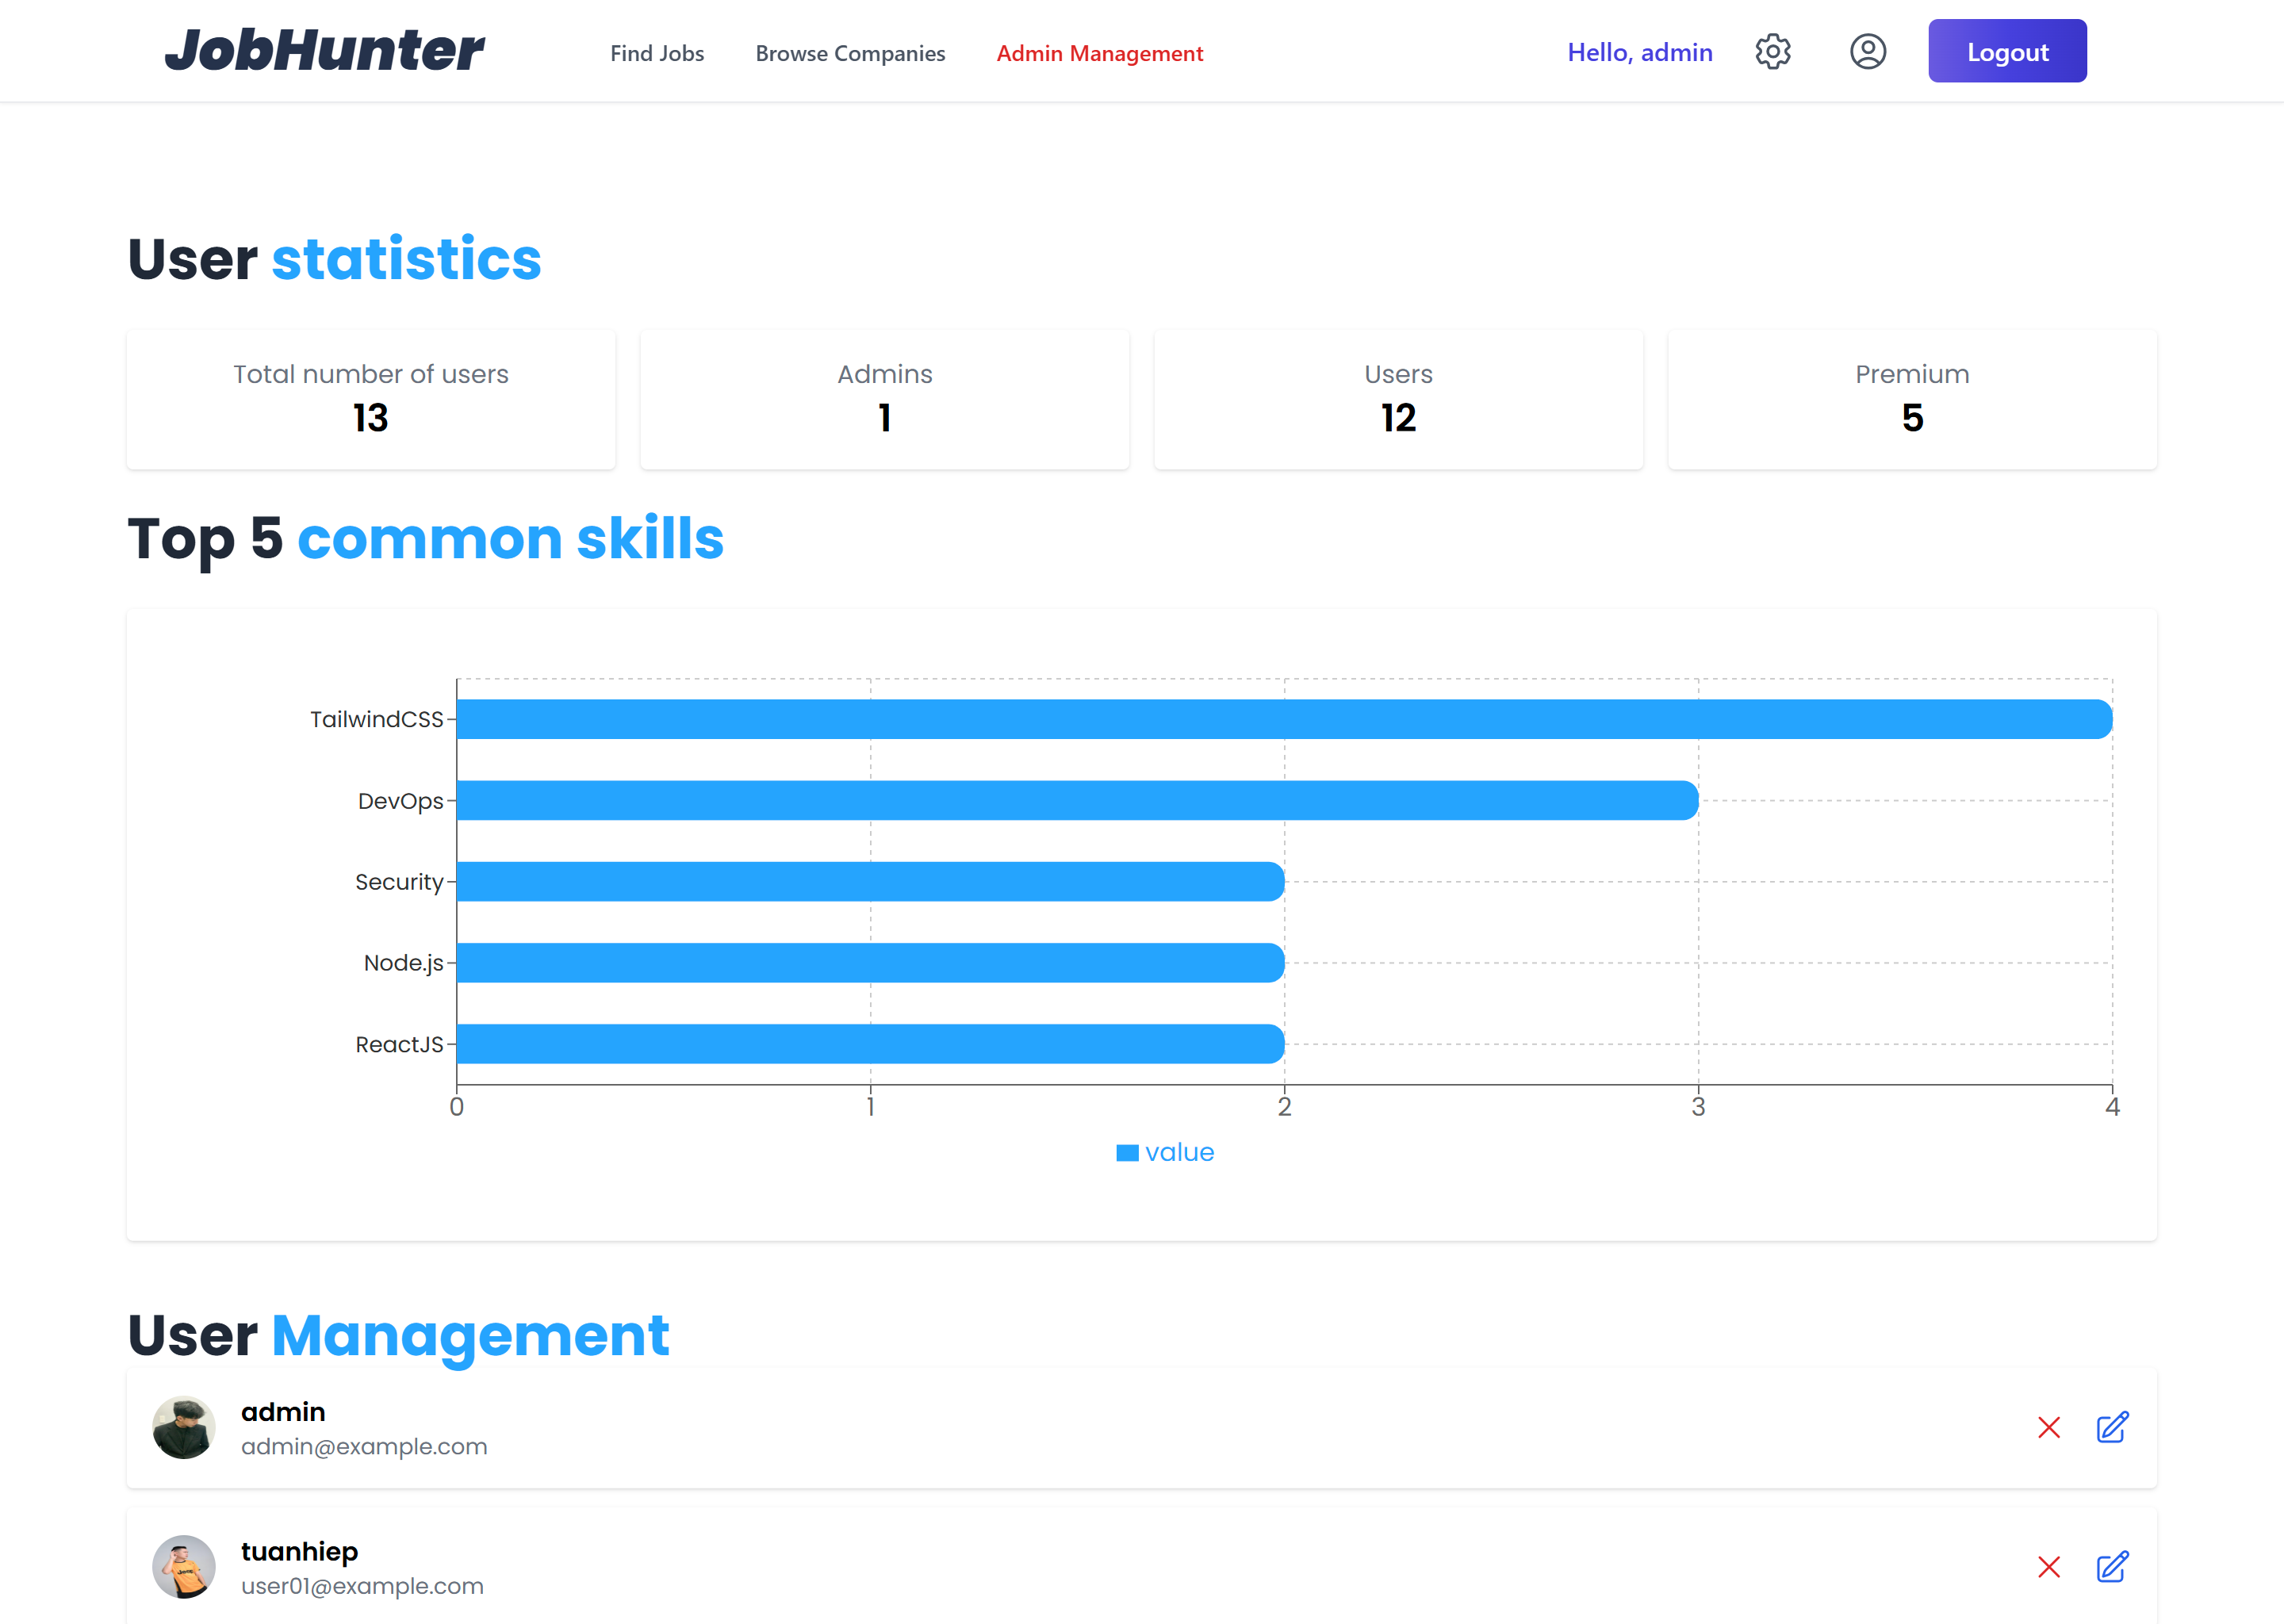 JobHunter Find Jobs Browse Companies Admin Management Hello, admin Logout
User statistics
Total number of users Admins Users Premium
13 1 12 5
Top 5 common skills
TailwindCSS
DevOps
Security
Node.js
ReactJS
0 1 2 3 4
value
User Management
admin
admin@example.com
tuanhiep
user01@example.com